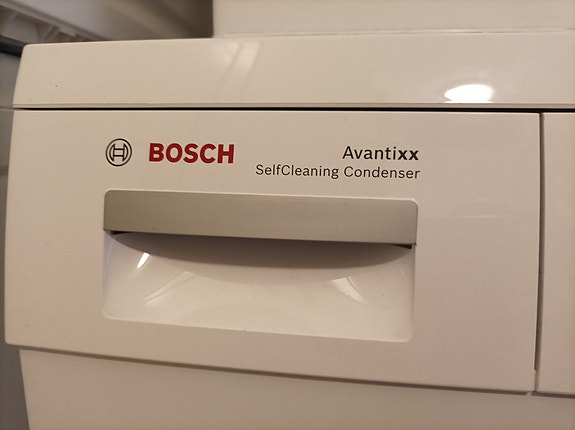 BOSCH
Avantixx
SelfCleaning Condenser